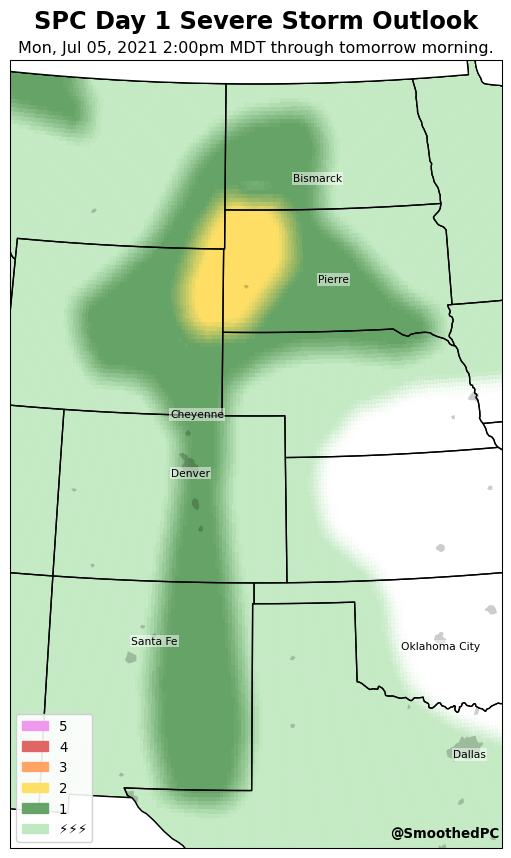 SPC Day 1 Severe Storm Outlook
Mon, Jul 05, 2021 2:00pm MDT through tomorrow morning.
Bismarck
Pierre
Cheyenne
Denver
Santa Fe
Oklahoma City
Dallas
5
4
3
2
1
⚡⚡⚡
@SmoothedPC